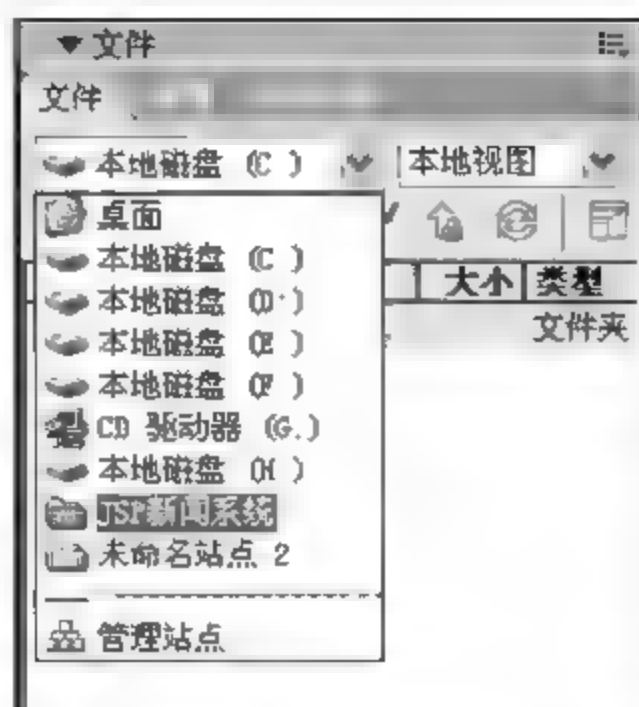 文件
文件
本地磁盘 (C ) 本地视图
桌面
本地磁盘 (C )
本地磁盘 (D )
大小 类型
本地磁盘 (E )
文件夹
本地磁盘 (F )
CD 驱动器 (G.)
本地磁盘 (H )
JSP新闻系统
未命名站点 2
管理站点